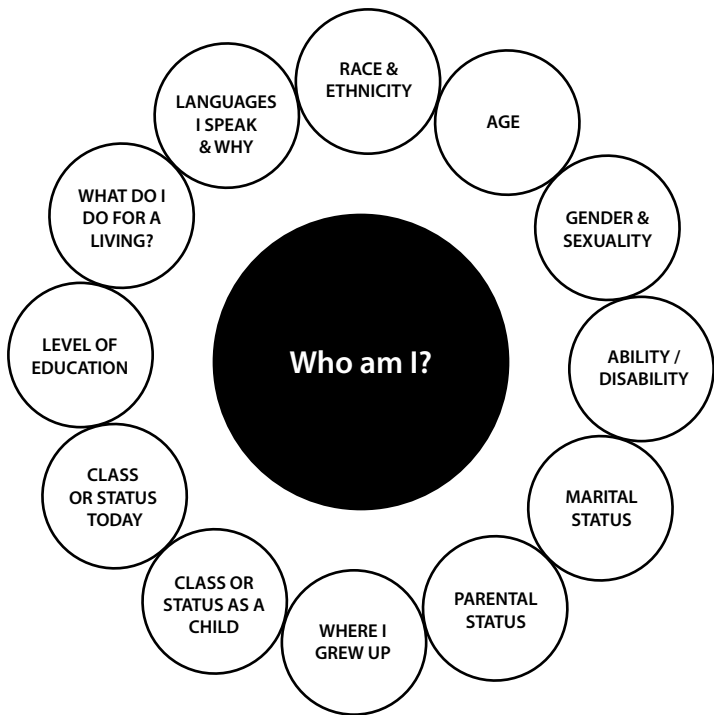 RACE &
ETHNICITY
AGE
GENDER &
SEXUALITY
ABILITY /
DISABILITY
MARITAL
STATUS
PARENTAL
STATUS
WHERE I
GREW UP
CLASS OR
STATUS AS A
CHILD
CLASS
OR STATUS
TODAY
LEVEL OF
EDUCATION
WHAT DO I
DO FOR A
LIVING?
LANGUAGES
I SPEAK
& WHY
Who am I?